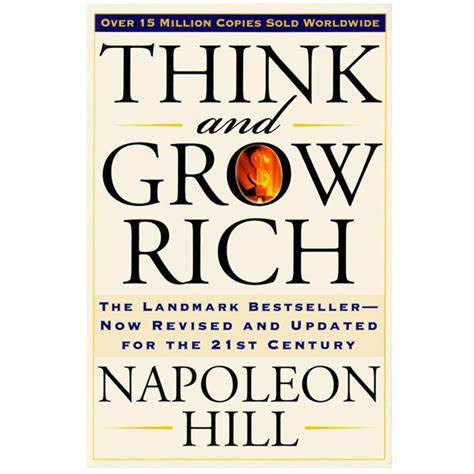 OVER 15 MILLION COPIES SOLD WORLDWIDE
THINK
and
GROW
RICH
THE LANDMARK BESTSELLER—
NOW REVISED AND UPDATED
FOR THE 21ST CENTURY
NAPOLEON
HILL